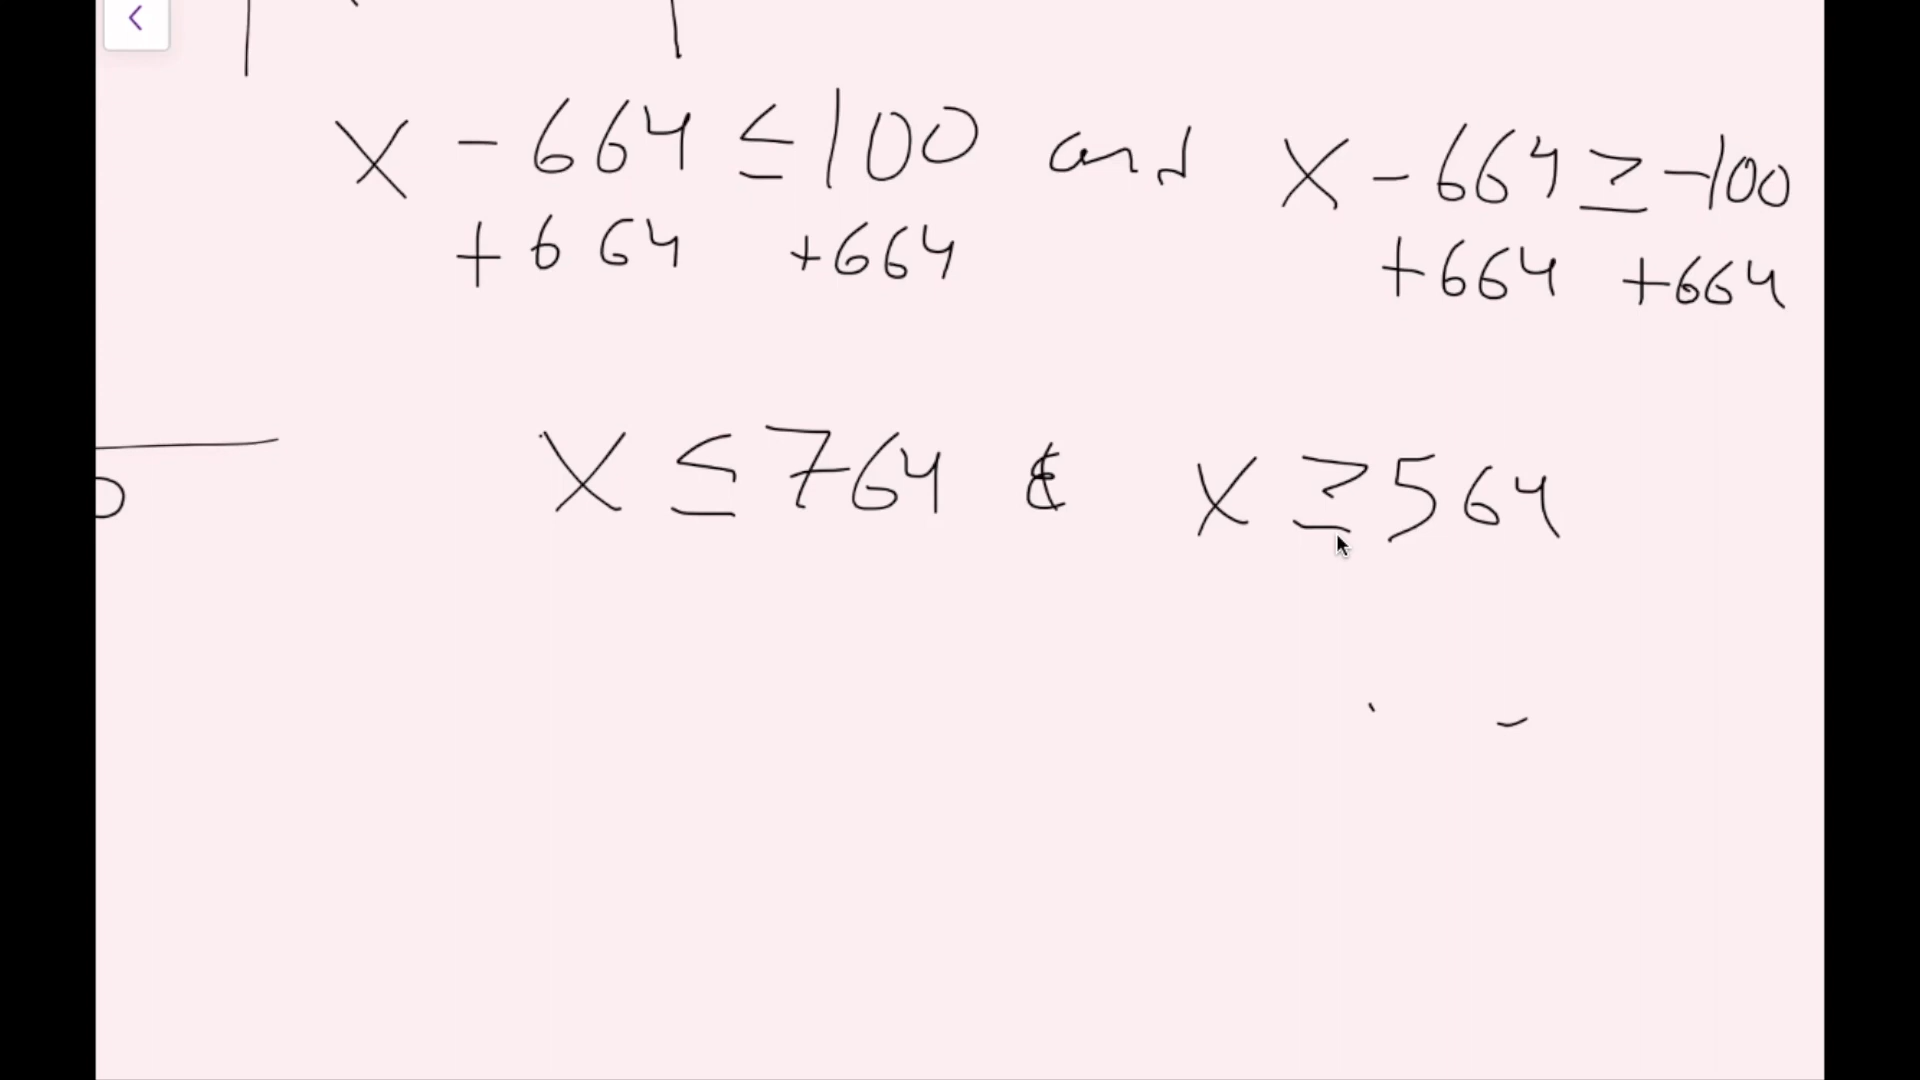 x - 664 ≤ 100 and x - 664 ≥ -100
+ 664 +664 +664 +664
x ≤ 764 & x ≥ 564